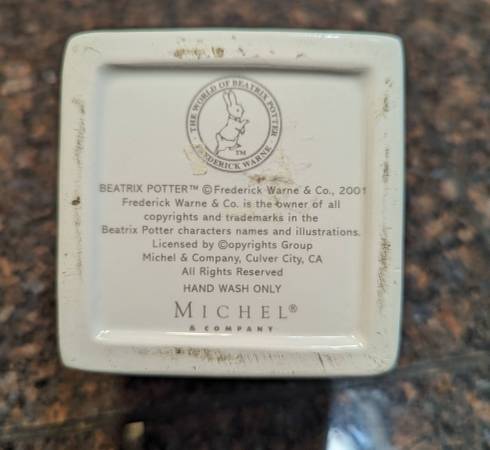 THE WORLD OF BEATRIX POTTER
FREDERICK WARNE
TM
BEATRIX POTTER™ ©Frederick Warne & Co., 2001
Frederick Warne & Co. is the owner of all
copyrights and trademarks in the
Beatrix Potter characters names and illustrations.
Licensed by ©opyrights Group
Michel & Company, Culver City, CA
All Rights Reserved
HAND WASH ONLY
MICHEL®
& COMPANY